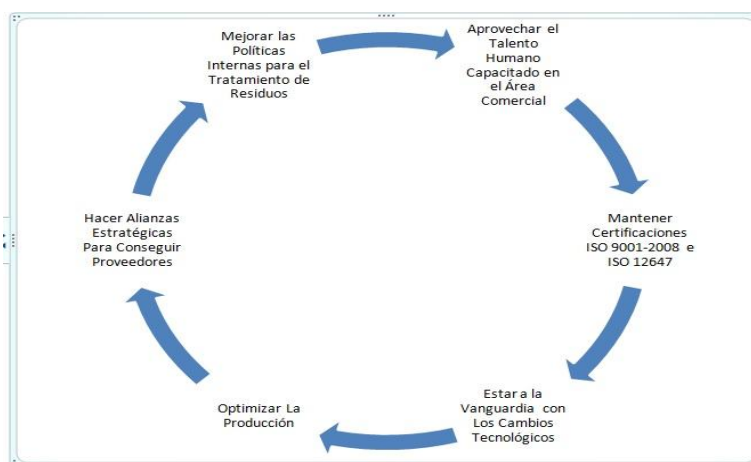 Mejorar las
Políticas
Internas para el
Tratamiento de
Residuos
Aprovechar el
Talento
Humano
Capacitado en
el Área
Comercial
Mantener
Certificaciones
ISO 9001-2008 e
ISO 12647
Estar a la
Vanguardia con
Los Cambios
Tecnológicos
Optimizar La
Producción
Hacer Alianzas
Estratégicas
Para Conseguir
Proveedores